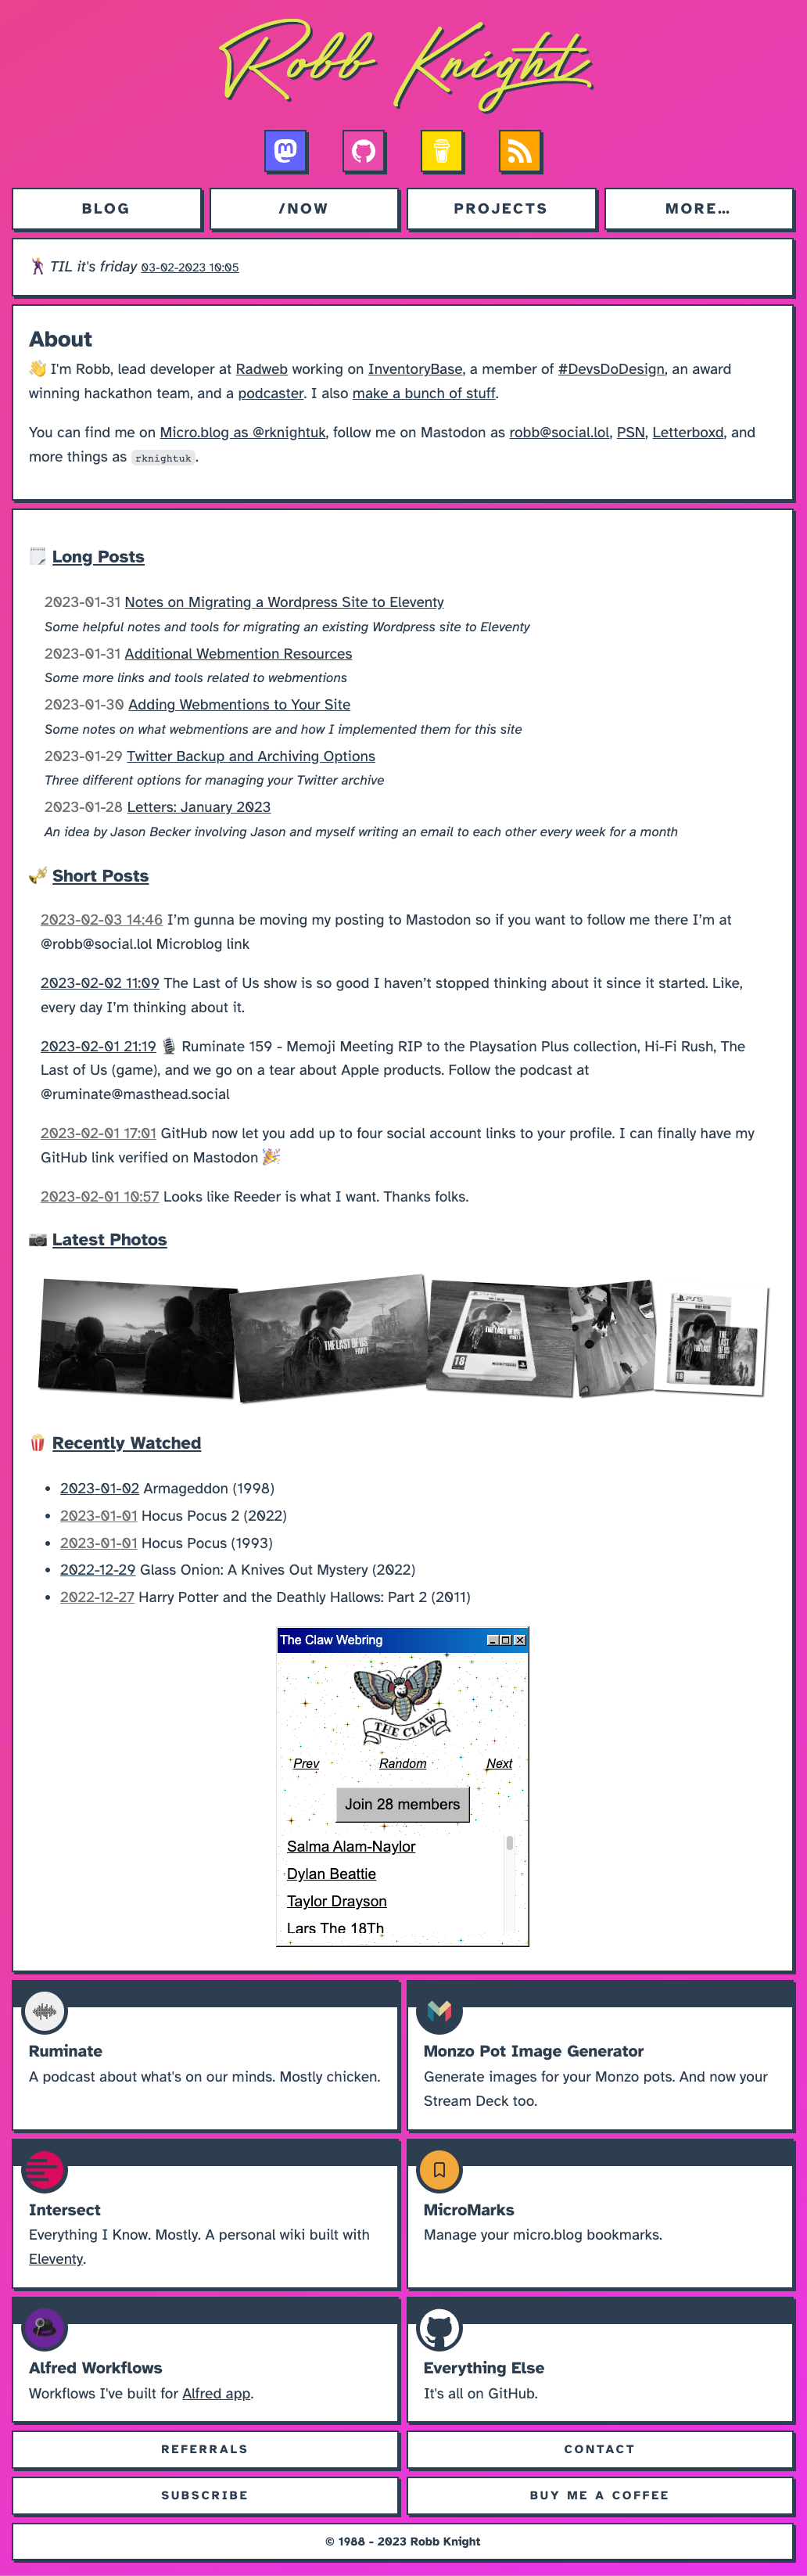 Robb Knight
BLOG
/NOW
PROJECTS
MORE…
🕺 TIL it's friday 03-02-2023 10:05
About
👋 I'm Robb, lead developer at Radweb working on InventoryBase, a member of #DevsDoDesign, an award
winning hackathon team, and a podcaster. I also make a bunch of stuff.
You can find me on Micro.blog as @rknightuk, follow me on Mastodon as robb@social.lol, PSN, Letterboxd, and
more things as rknightuk.
Long Posts
2023-01-31 Notes on Migrating a Wordpress Site to Eleventy
Some helpful notes and tools for migrating an existing Wordpress site to Eleventy
2023-01-31 Additional Webmention Resources
Some more links and tools related to webmentions
2023-01-30 Adding Webmentions to Your Site
Some notes on what webmentions are and how I implemented them for this site
2023-01-29 Twitter Backup and Archiving Options
Three different options for managing your Twitter archive
2023-01-28 Letters: January 2023
An idea by Jason Becker involving Jason and myself writing an email to each other every week for a month
Short Posts
2023-02-03 14:46 I’m gunna be moving my posting to Mastodon so if you want to follow me there I’m at
@robb@social.lol Microblog link
2023-02-02 11:09 The Last of Us show is so good I haven’t stopped thinking about it since it started. Like,
every day I’m thinking about it.
2023-02-01 21:19 🎙 Ruminate 159 - Memoji Meeting RIP to the Playsation Plus collection, Hi-Fi Rush, The
Last of Us (game), and we go on a tear about Apple products. Follow the podcast at
@ruminate@masthead.social
2023-02-01 17:01 GitHub now let you add up to four social account links to your profile. I can finally have my
GitHub link verified on Mastodon 🎉
2023-02-01 10:57 Looks like Reeder is what I want. Thanks folks.
Latest Photos
THE LAST OF US
PART I
THE LAST OF US
18
PS5
THE LAST OF US
Recently Watched
2023-01-02 Armageddon (1998)
2023-01-01 Hocus Pocus 2 (2022)
2023-01-01 Hocus Pocus (1993)
2022-12-29 Glass Onion: A Knives Out Mystery (2022)
2022-12-27 Harry Potter and the Deathly Hallows: Part 2 (2011)
The Claw Webring
THE CLAW
Prev
Random
Next
Join 28 members
Salma Alam-Naylor
Dylan Beattie
Taylor Drayson
Lars The 18Th
Ruminate
A podcast about what's on our minds. Mostly chicken.
Monzo Pot Image Generator
Generate images for your Monzo pots. And now your
Stream Deck too.
Intersect
Everything I Know. Mostly. A personal wiki built with
Eleventy.
MicroMarks
Manage your micro.blog bookmarks.
Alfred Workflows
Workflows I've built for Alfred app.
Everything Else
It's all on GitHub.
REFERRALS
CONTACT
SUBSCRIBE
BUY ME A COFFEE
© 1988 - 2023 Robb Knight